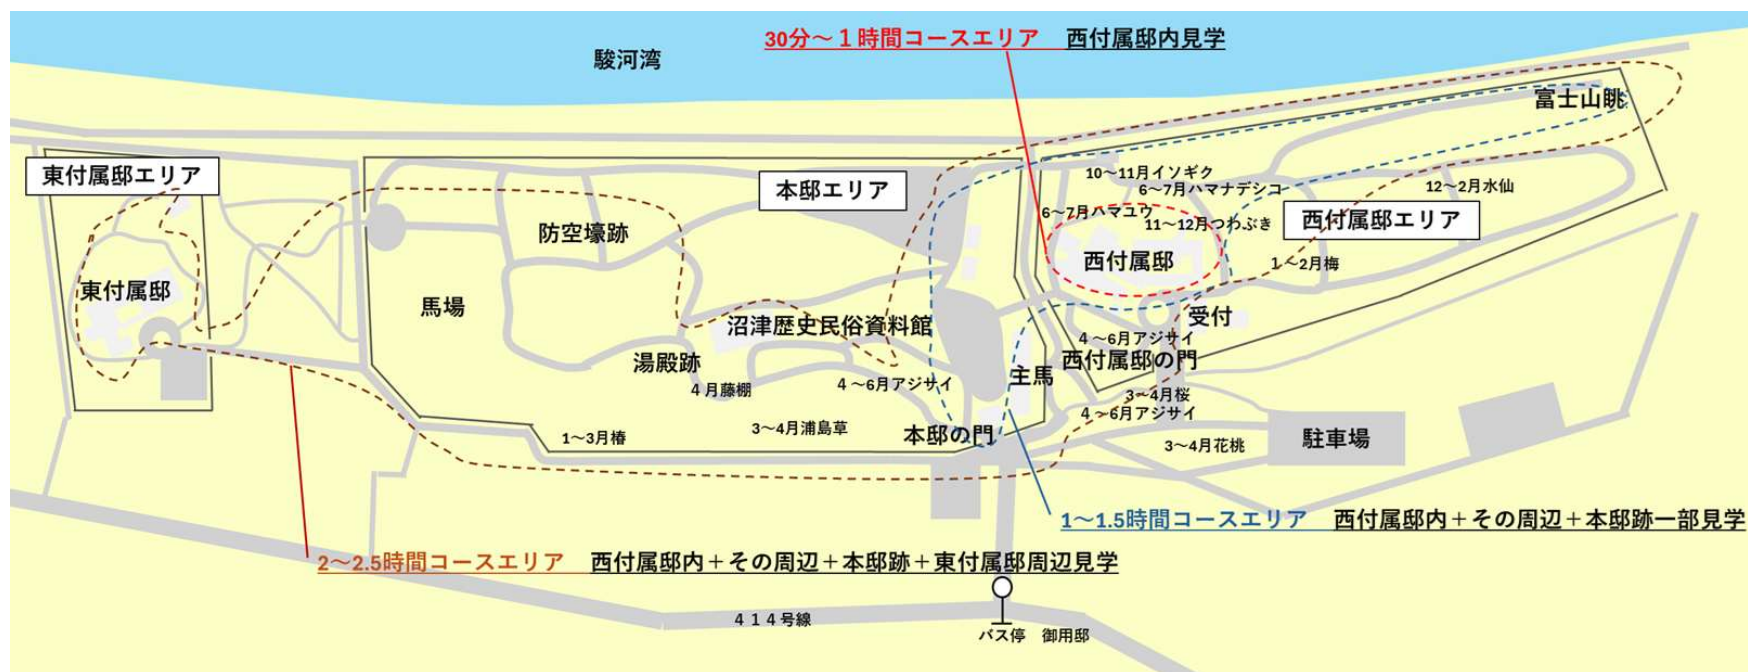 30分～１時間コースエリア　西付属邸内見学
駿河湾
富士山眺
東付属邸エリア
本邸エリア
10～11月イソギク
6～7月ハマナデシコ
12～2月水仙
6～7月ハマユウ
11～12月つわぶき
西付属邸エリア
防空壕跡
西付属邸
1～2月梅
東付属邸
馬場
沼津歴史民俗資料館
受付
4～6月アジサイ
湯殿跡
西付属邸の門
主馬
4月藤棚
4～6月アジサイ
3～4月桜
4～6月アジサイ
1～3月椿
3～4月浦島草
本邸の門
3～4月花桃
駐車場
1～1.5時間コースエリア　西付属邸内＋その周辺＋本邸跡一部見学
2～2.5時間コースエリア　西付属邸内＋その周辺＋本邸跡＋東付属邸周辺見学
４１４号線
バス停　御用邸